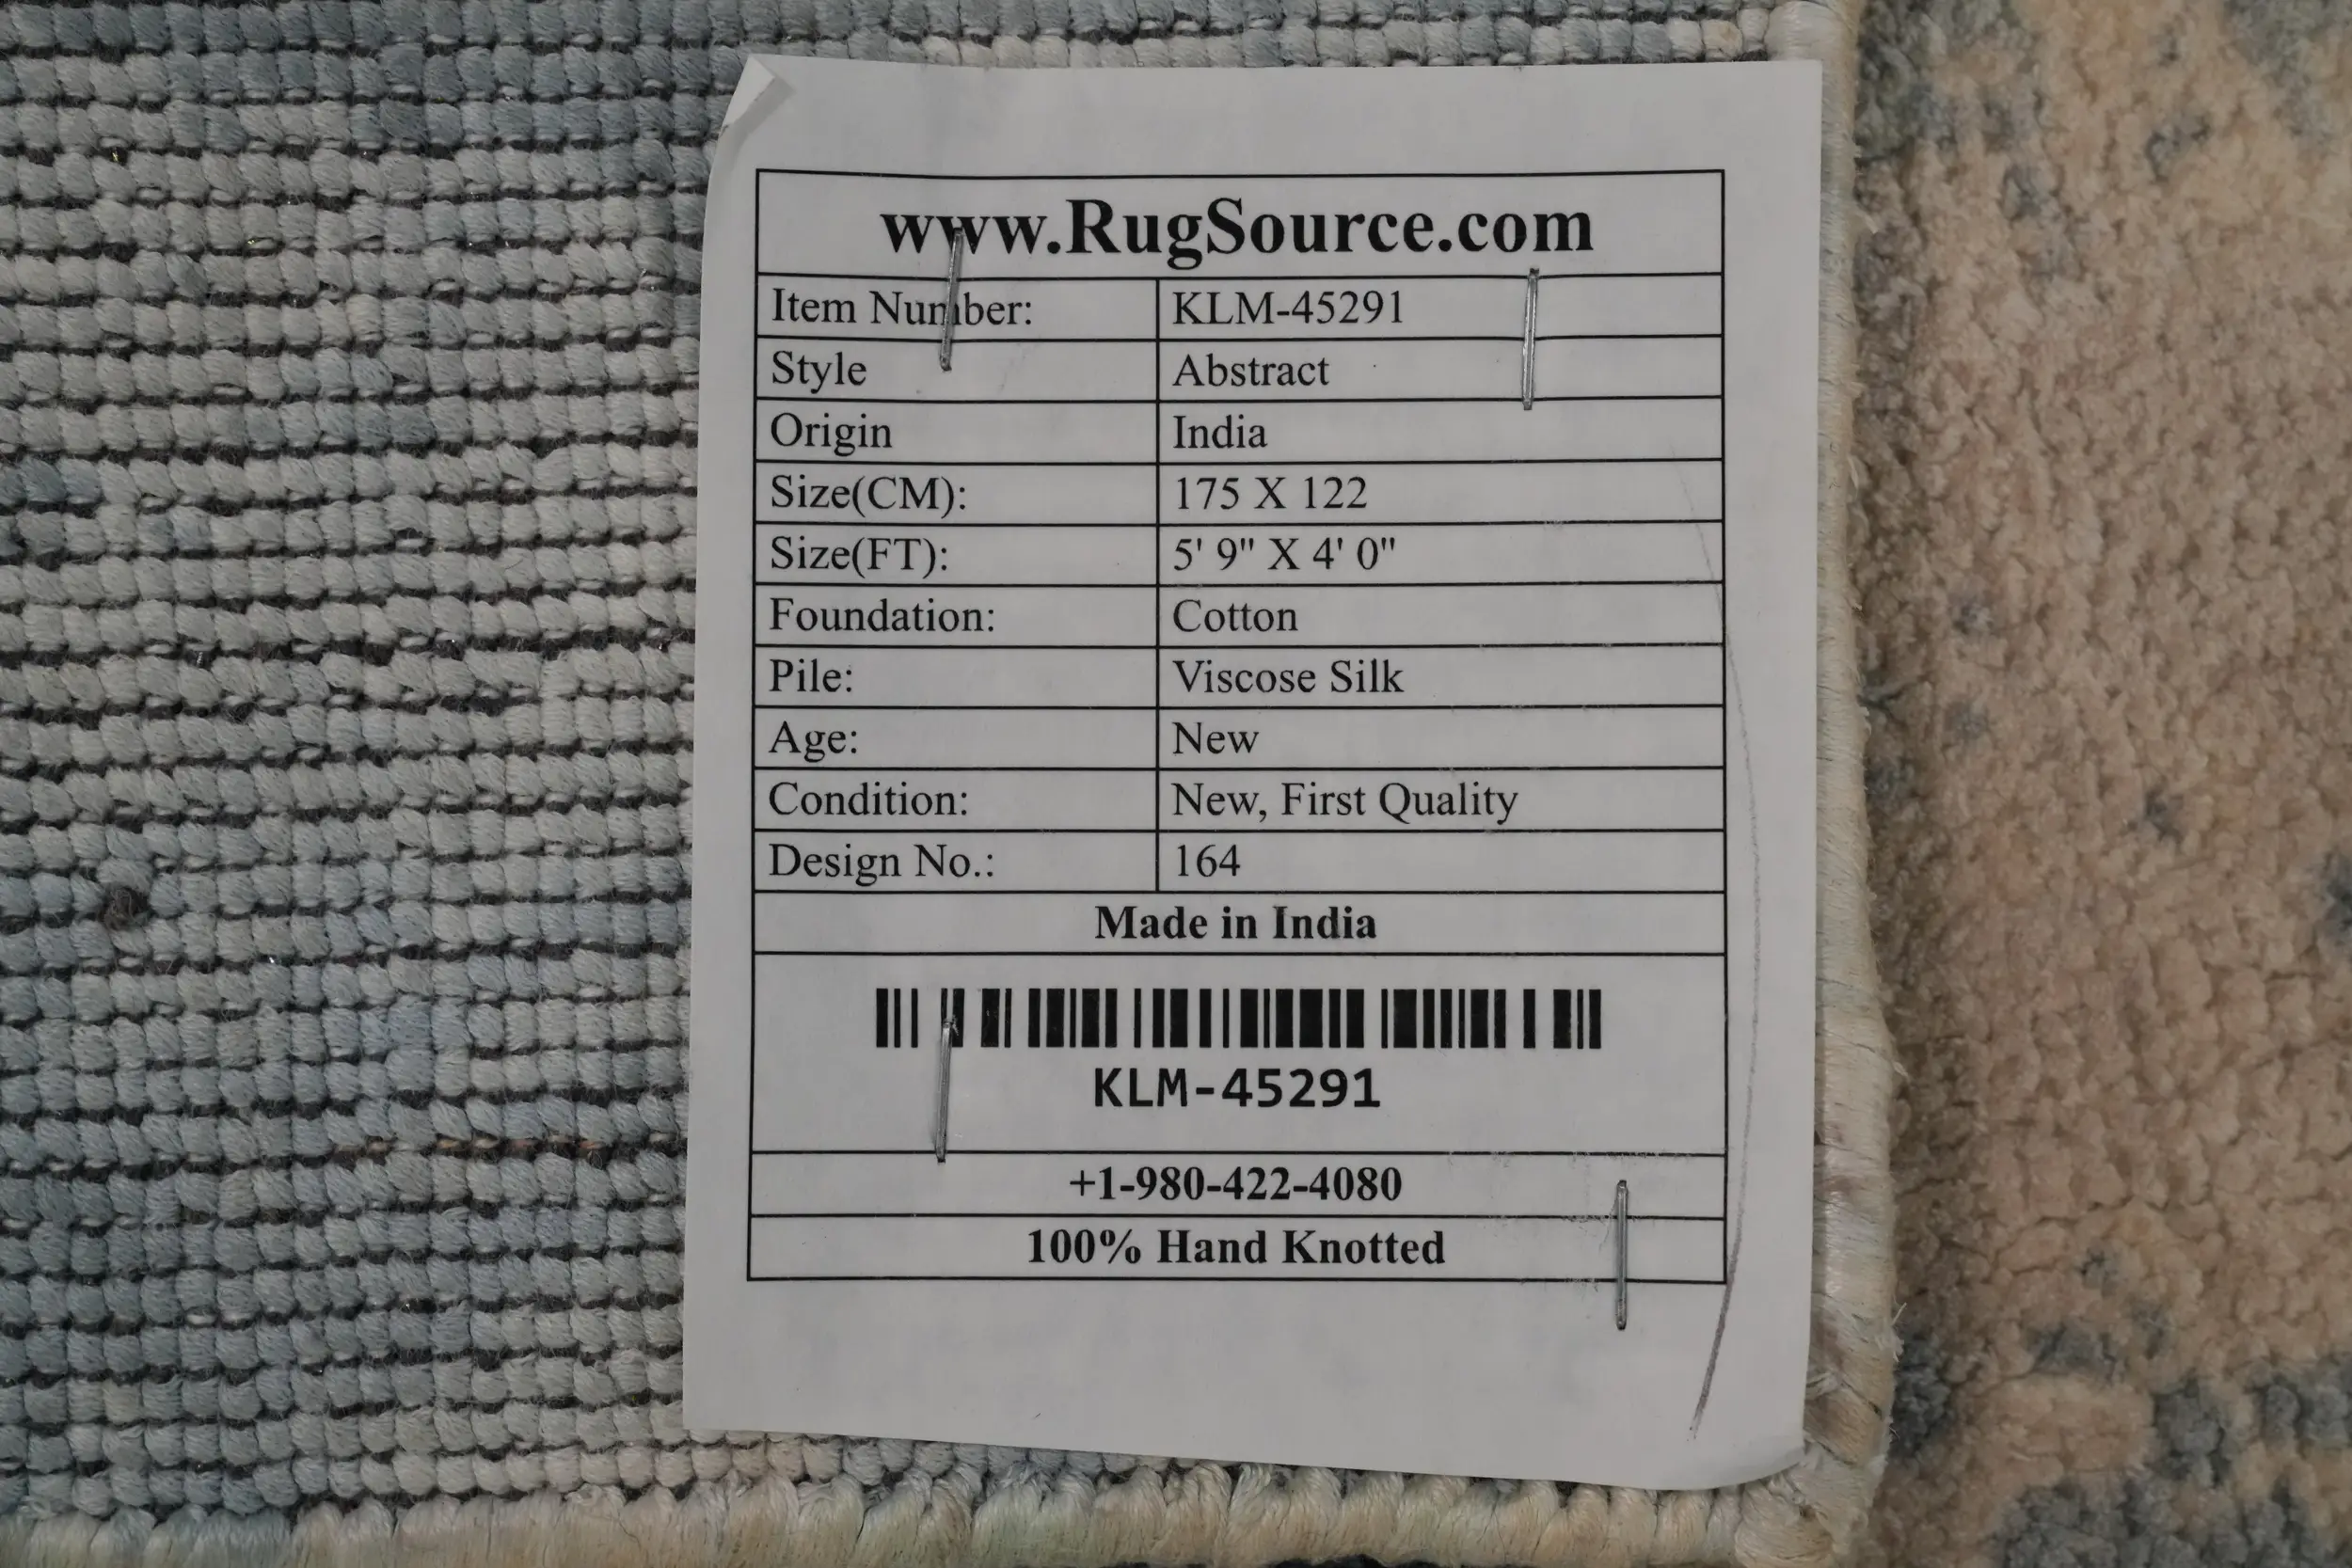 www.RugSource.com
Item Number: KLM-45291
Style Abstract
Origin India
Size(CM): 175 X 122
Size(FT): 5' 9" X 4' 0"
Foundation: Cotton
Pile: Viscose Silk
Age: New
Condition: New, First Quality
Design No.: 164
Made in India
KLM-45291
+1-980-422-4080
100% Hand Knotted